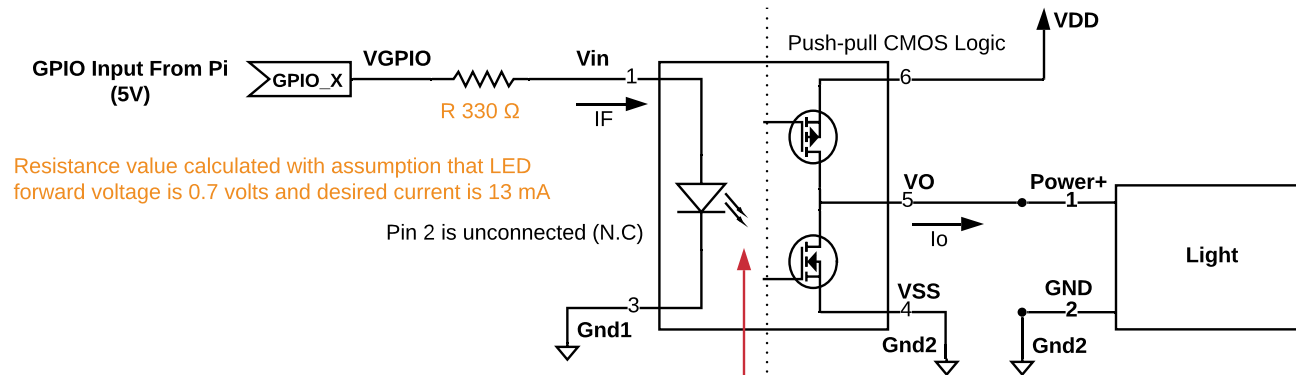 VDD
Push-pull CMOS Logic
GPIO Input From Pi
(5V)
GPIO_X
VGPIO
Vin
1
6
R 330 Ω
IF
Resistance value calculated with assumption that LED
forward voltage is 0.7 volts and desired current is 13 mA
VO
5
Io
Power+
1
Pin 2 is unconnected (N.C)
Light
3
Gnd1
VSS
4
Gnd2
GND
2
Gnd2